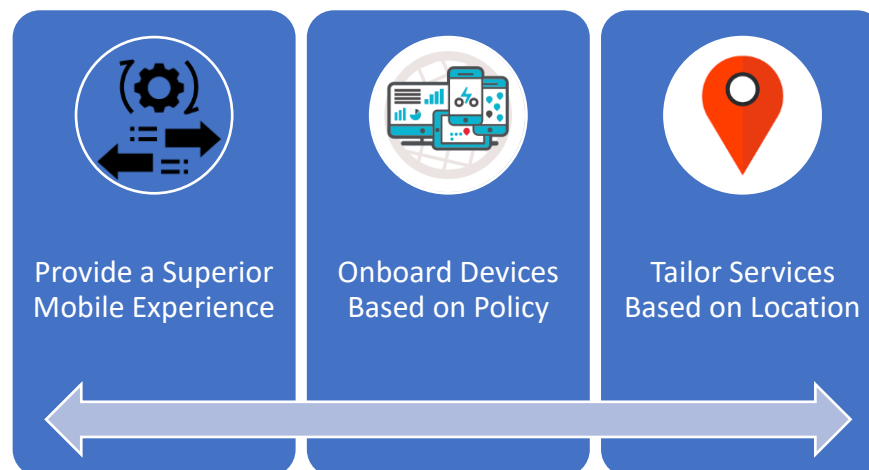 Provide a Superior
Mobile Experience
Onboard Devices
Based on Policy
Tailor Services
Based on Location